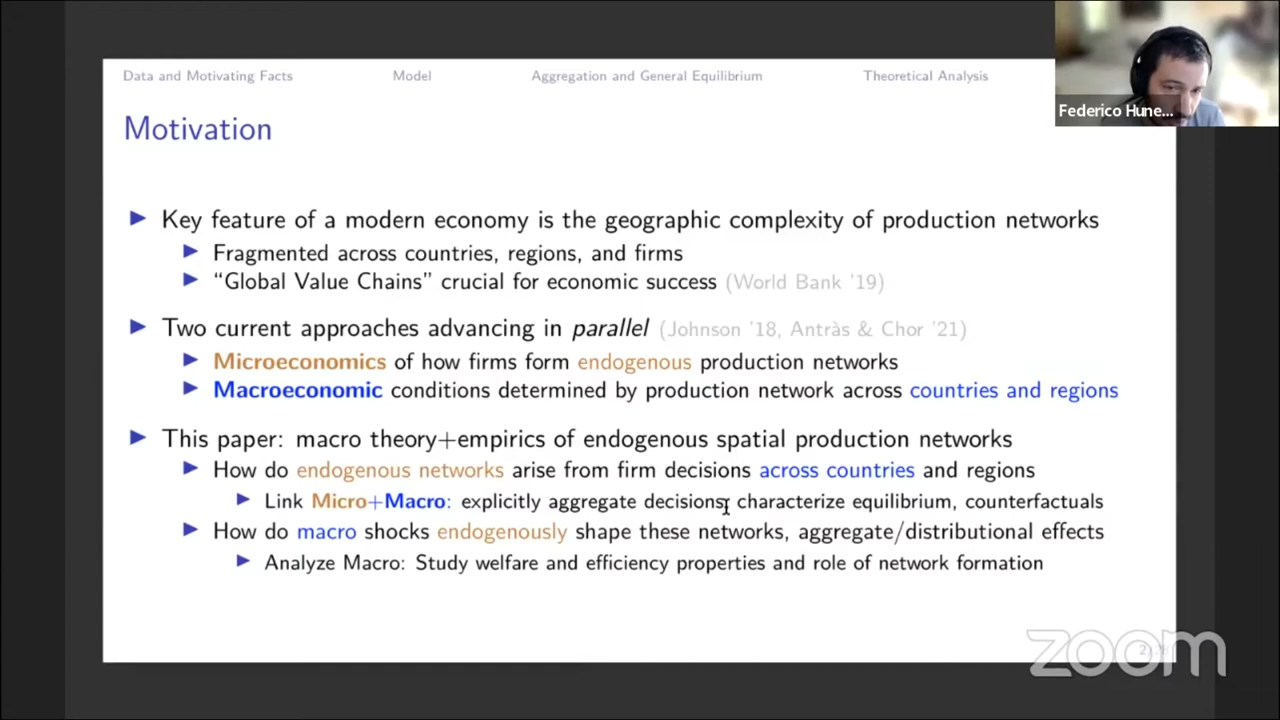 Data and Motivating Facts Model Aggregation and General Equilibrium Theoretical Analysis
Federico Hune...
Motivation
Key feature of a modern economy is the geographic complexity of production networks
Fragmented across countries, regions, and firms
“Global Value Chains” crucial for economic success (World Bank '19)
Two current approaches advancing in parallel (Johnson '18, Antràs & Chor '21)
Microeconomics of how firms form endogenous production networks
Macroeconomic conditions determined by production network across countries and regions
This paper: macro theory+empirics of endogenous spatial production networks
How do endogenous networks arise from firm decisions across countries and regions
Link Micro+Macro: explicitly aggregate decisions, characterize equilibrium, counterfactuals
How do macro shocks endogenously shape these networks, aggregate/distributional effects
Analyze Macro: Study welfare and efficiency properties and role of network formation
zoom